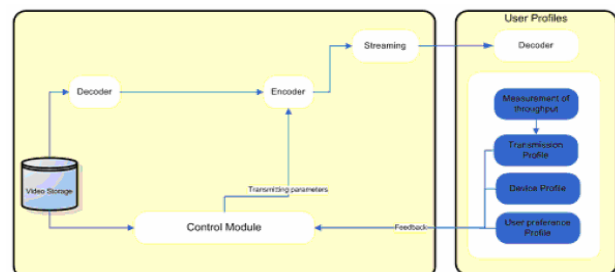 User Profiles
Streaming
Decoder
Decoder
Encoder
Measurement of
throughput
Transmission
Profile
Video Storage
Transmitting parameters
Device Profile
Control Module
Feedback
User preference
Profile